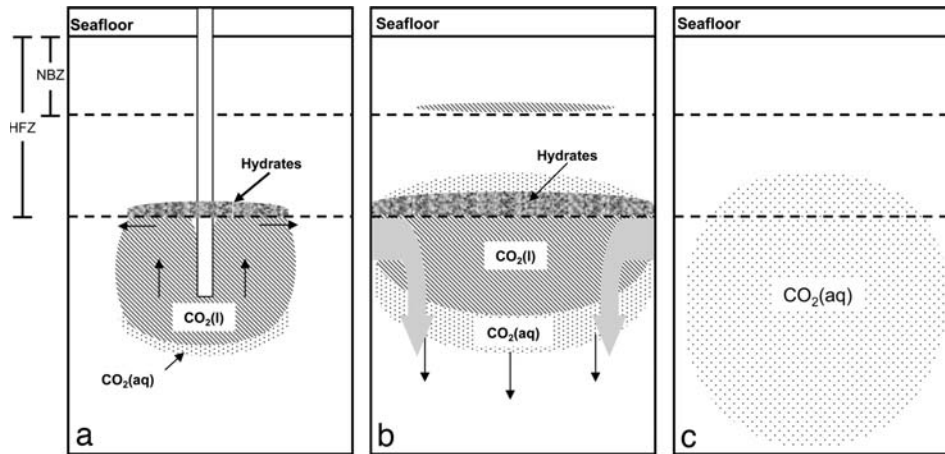 Seafloor
Seafloor
Seafloor
NBZ
HFZ
Hydrates
Hydrates
CO₂(l)
CO₂(l)
CO₂(aq)
CO₂(aq)
CO₂(aq)
a
b
c